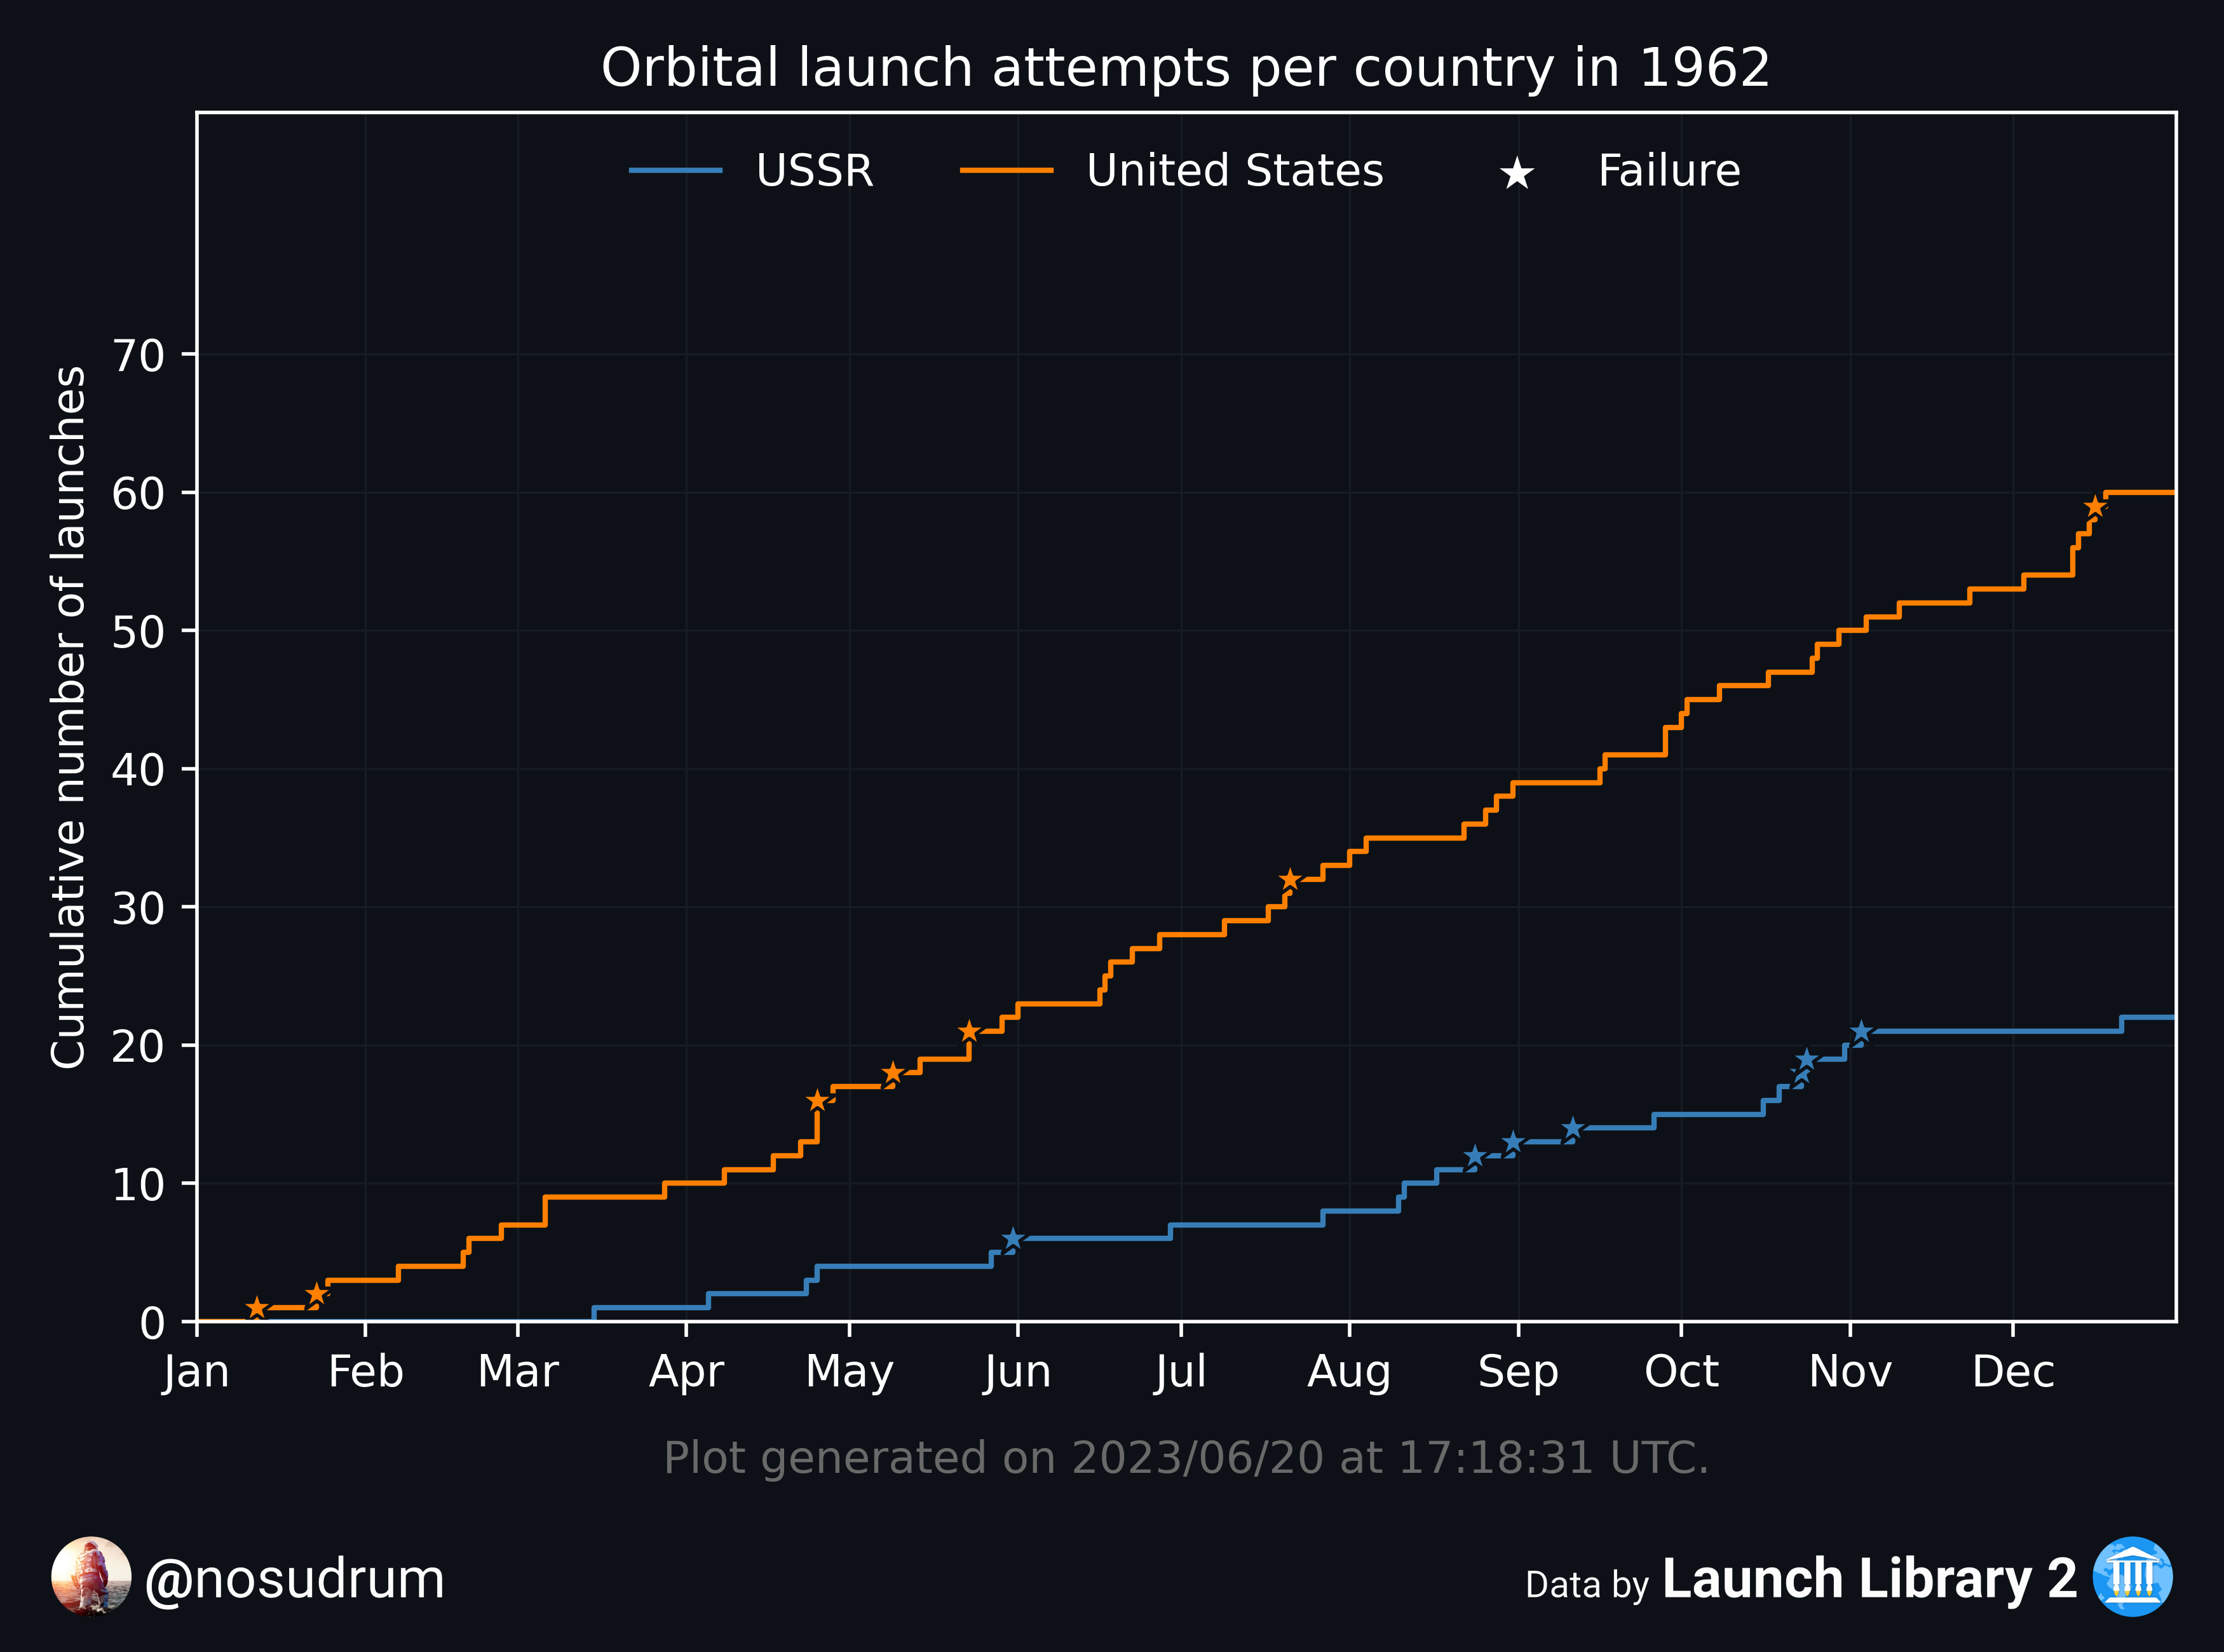 Orbital launch attempts per country in 1962
USSR
United States
Failure
Cumulative number of launches
70
60
50
40
30
20
10
0
Jan Feb Mar Apr May Jun Jul Aug Sep Oct Nov Dec
Plot generated on 2023/06/20 at 17:18:31 UTC.
@nosudrum
Data by Launch Library 2